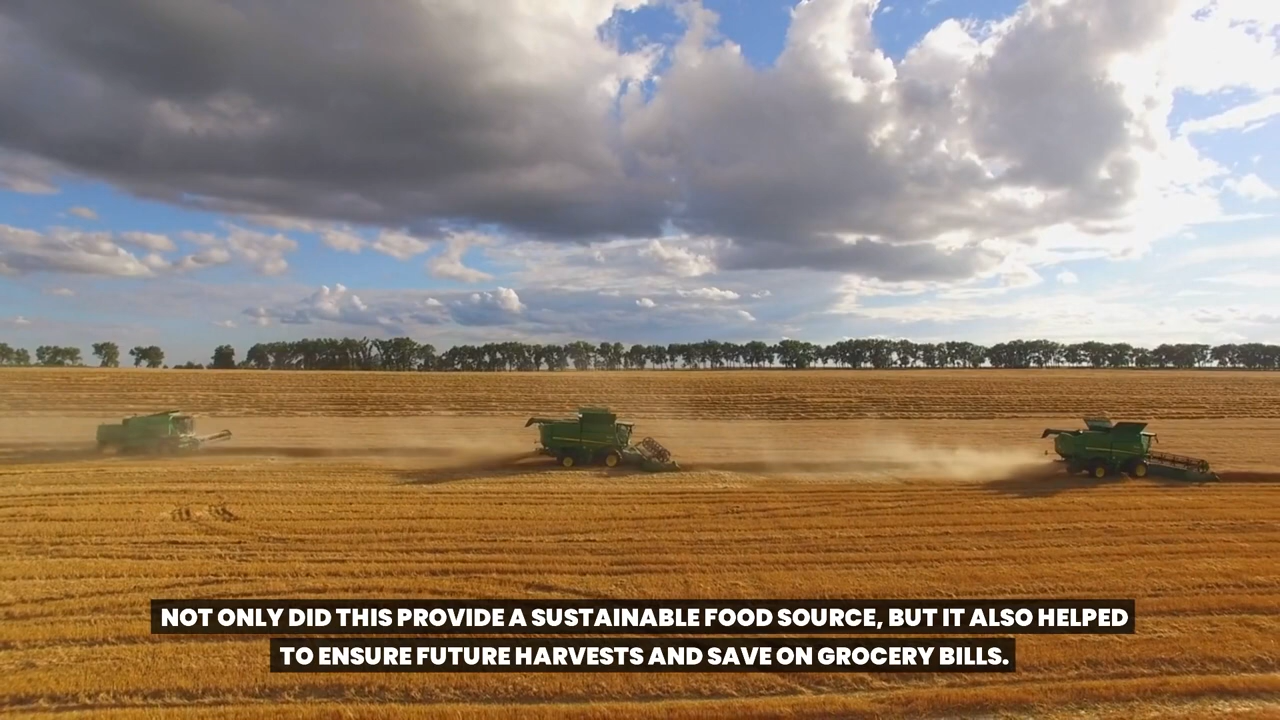 NOT ONLY DID THIS PROVIDE A SUSTAINABLE FOOD SOURCE, BUT IT ALSO HELPED
TO ENSURE FUTURE HARVESTS AND SAVE ON GROCERY BILLS.